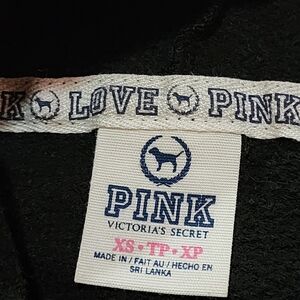 K LOVE PINK
PINK
VICTORIA'S SECRET
XS • TP • XP
MADE IN / FAIT AU / HECHO EN
SRI LANKA